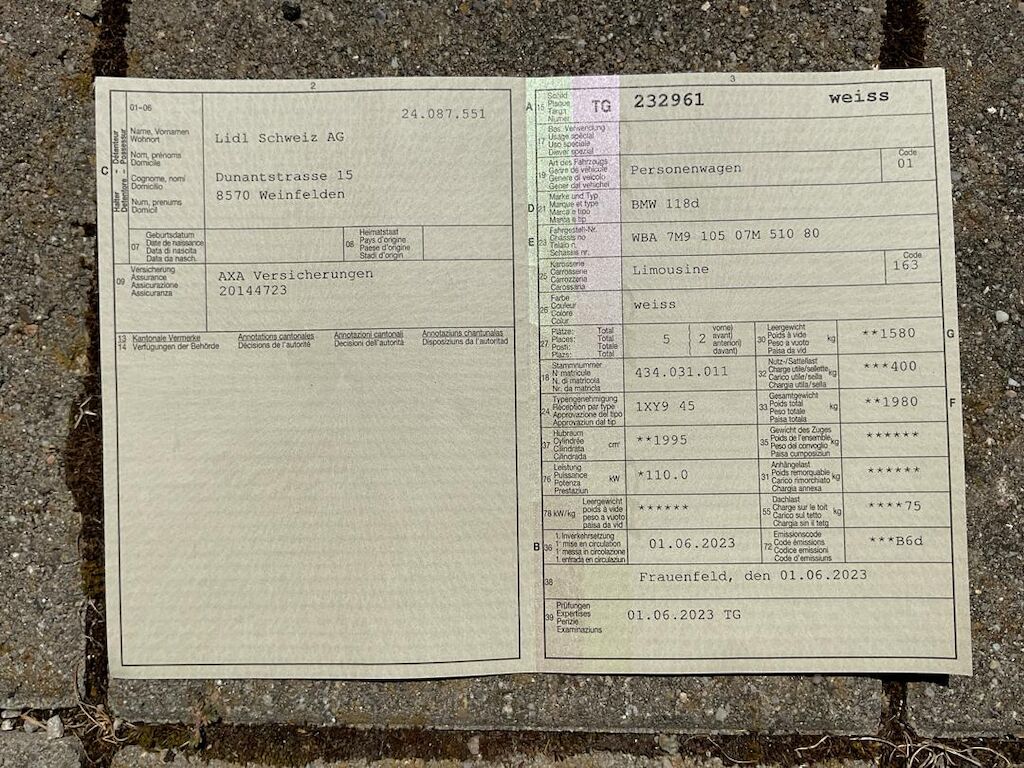 2
01-06
24.087.551
C
Halter - Détenteur
Detentore - Possessur
Name, Vornamen
Wohnort
Nom, prénoms
Domicile
Cognome, nomi
Domicilio
Num, prenums
Domicil
Lidl Schweiz AG
Dunantstrasse 15
8570 Weinfelden
07
Geburtsdatum
Date de naissance
Data di nascita
Data da nasch.
08
Heimatstaat
Pays d'origine
Paese d'origine
Stadi d'origin
09
Versicherung
Assurance
Assicurazione
Assicuranza
AXA Versicherungen
20144723
13 Kantonale Vermerke Annotations cantonales Annotazioni cantonali Annotaziuns chantunalas
14 Verfügungen der Behörde Décisions de l'autorité Decisioni dell'autorità Disposiziuns da l'autoritad
3
A
15
Schild
Plaque
Targa
Numer
TG 232961 weiss
17
Bes. Verwendung
Usage spécial
Uso speciale
Diever spezial
19
Art des Fahrzeugs
Genre de véhicule
Genere di veicolo
Gener dal vehichel
Personenwagen
Code
01
D
21
Marke und Typ
Marque et type
Marca e tipo
Marca e tip
BMW 118d
E
23
Fahrgestell-Nr.
Châssis no
Telaio n.
Schassis nr.
WBA 7M9 105 07M 510 80
25
Karosserie
Carrosserie
Carrozzeria
Carossaria
Limousine
Code
163
26
Farbe
Couleur
Colore
Colur
weiss
27
Plätze: Total
Places: Total
Posti: Totale
Plazs: Total
5 ( 2
vorne)
avant)
anteriori)
davant)
30
Leergewicht
Poids à vide
Peso a vuoto
Paisa da vid
kg
**1580
G
18
Stammnummer
N° matricule
N. di matricola
Nr. da matricla
434.031.011
32
Nutz-/Sattellast
Charge utile/sellette
Carico utile/sella
Chargia utila/sella
kg
***400
24
Typengenehmigung
Réception par type
Approvazione del tipo
Approvaziun dal tip
1XY9 45
33
Gesamtgewicht
Poids total
Peso totale
Paisa totala
kg
**1980
F
37
Hubraum
Cylindrée
Cilindrata
Cilindrada
cm³
**1995
35
Gewicht des Zuges
Poids de l'ensemble
Peso del convoglio
Paisa cumposiziun
kg
******
76
Leistung
Puissance
Potenza
Prestaziun
kW
*110.0
31
Anhängelast
Poids remorquable
Carico rimorchiato
Chargia annexa
kg
******
78 kW/kg
Leergewicht
poids à vide
peso a vuoto
paisa da vid
******
55
Dachlast
Charge sur le toit
Carico sul tetto
Chargia sin il tetg
kg
****75
B
36
1. Inverkehrsetzung
1ʳᵉ mise en circulation
1ª messa in circolazione
1. entrada en circulaziun
01.06.2023
72
Emissionscode
Code émissions
Codice emissioni
Code d'emissiuns
***B6d
38
Frauenfeld, den 01.06.2023
39
Prüfungen
Expertises
Perizie
Examinaziuns
01.06.2023 TG